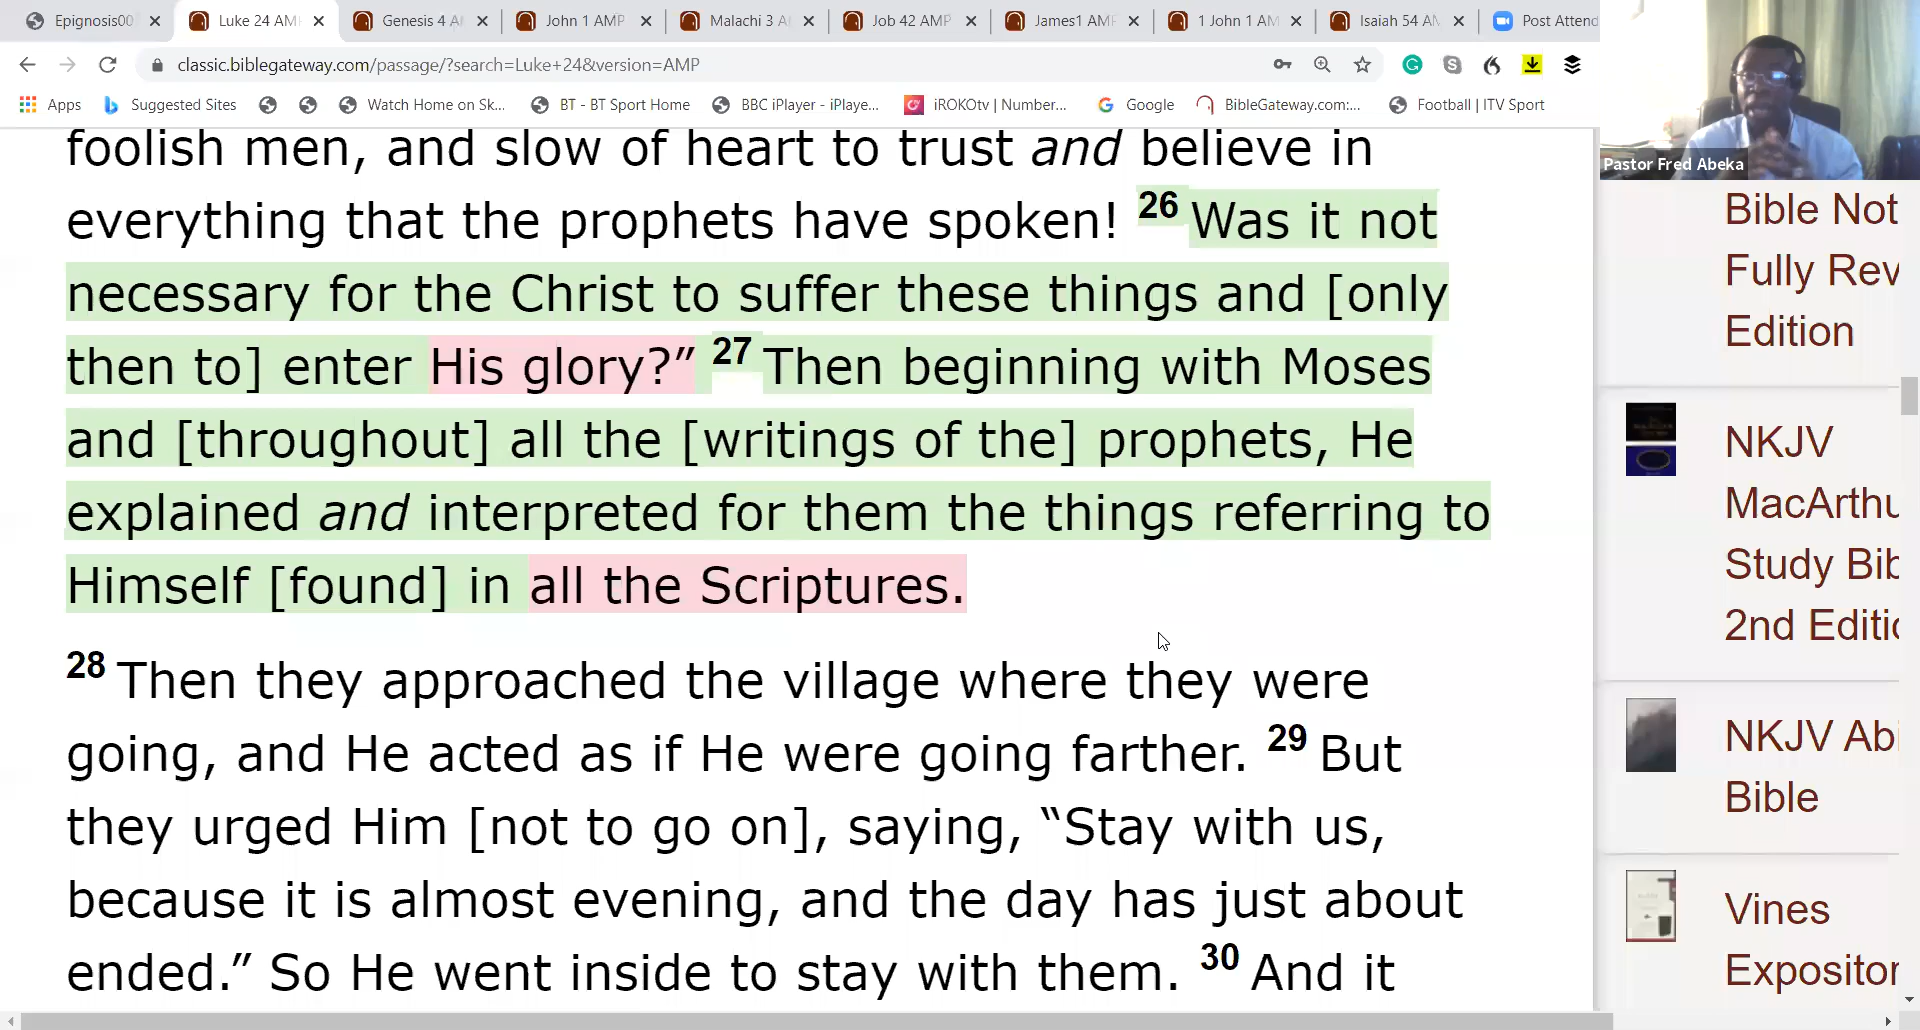 Epignosis00
Luke 24 AM
Genesis 4 A
John 1 AMP
Malachi 3 A
Job 42 AMP
James1 AM
1 John 1 AM
Isaiah 54 AM
Post Attend
classic.biblegateway.com/passage/?search=Luke+24&version=AMP
Apps
Suggested Sites
Watch Home on Sk...
BT - BT Sport Home
BBC iPlayer - iPlaye...
iROKOtv | Number...
Google
BibleGateway.com:...
Football | ITV Sport
Pastor Fred Abeka
foolish men, and slow of heart to trust and believe in
everything that the prophets have spoken! 26 Was it not
necessary for the Christ to suffer these things and [only
then to] enter His glory?” 27 Then beginning with Moses
and [throughout] all the [writings of the] prophets, He
explained and interpreted for them the things referring to
Himself [found] in all the Scriptures.
28 Then they approached the village where they were
going, and He acted as if He were going farther. 29 But
they urged Him [not to go on], saying, “Stay with us,
because it is almost evening, and the day has just about
ended.” So He went inside to stay with them. 30 And it
Bible Not
Fully Rev
Edition
NKJV
MacArthu
Study Bib
2nd Editio
NKJV Abi
Bible
Vines
Expositor